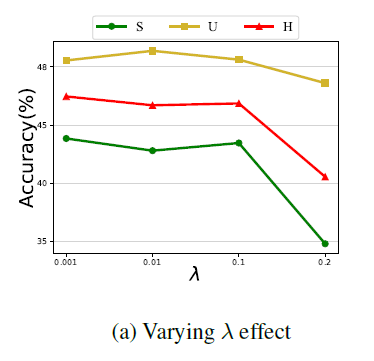 S U H
Accuracy(%)
48
45
40
35
0.001 0.01 0.1 0.2
λ
(a) Varying λ effect